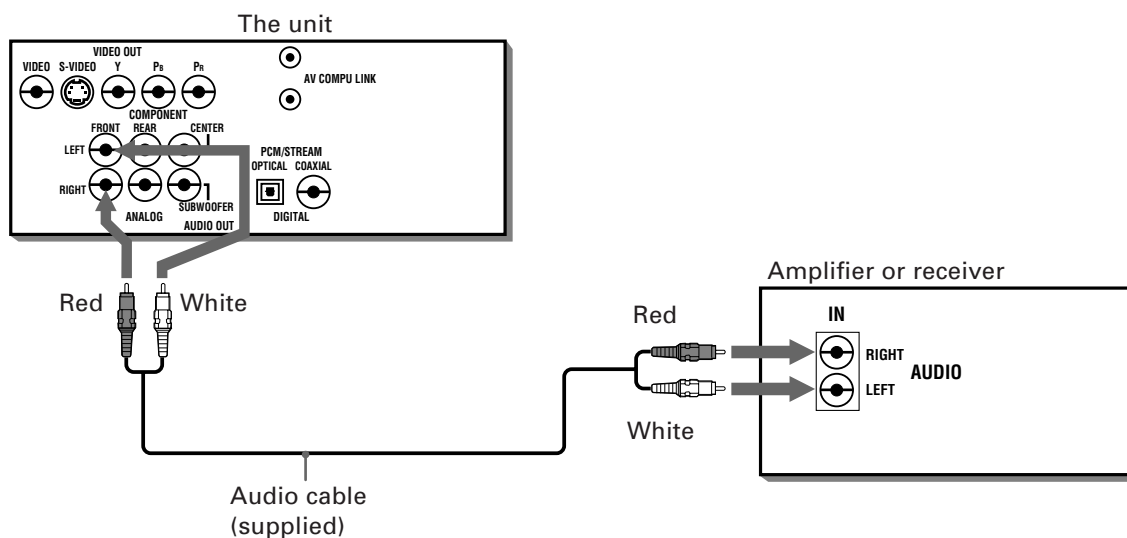 The unit
VIDEO OUT
VIDEO S-VIDEO Y PB PR
AV COMPU LINK
COMPONENT
FRONT REAR CENTER
LEFT
PCM/STREAM
OPTICAL COAXIAL
RIGHT
SUBWOOFER
ANALOG
DIGITAL
AUDIO OUT
Red White
Amplifier or receiver
IN
Red
RIGHT
AUDIO
LEFT
White
Audio cable
(supplied)